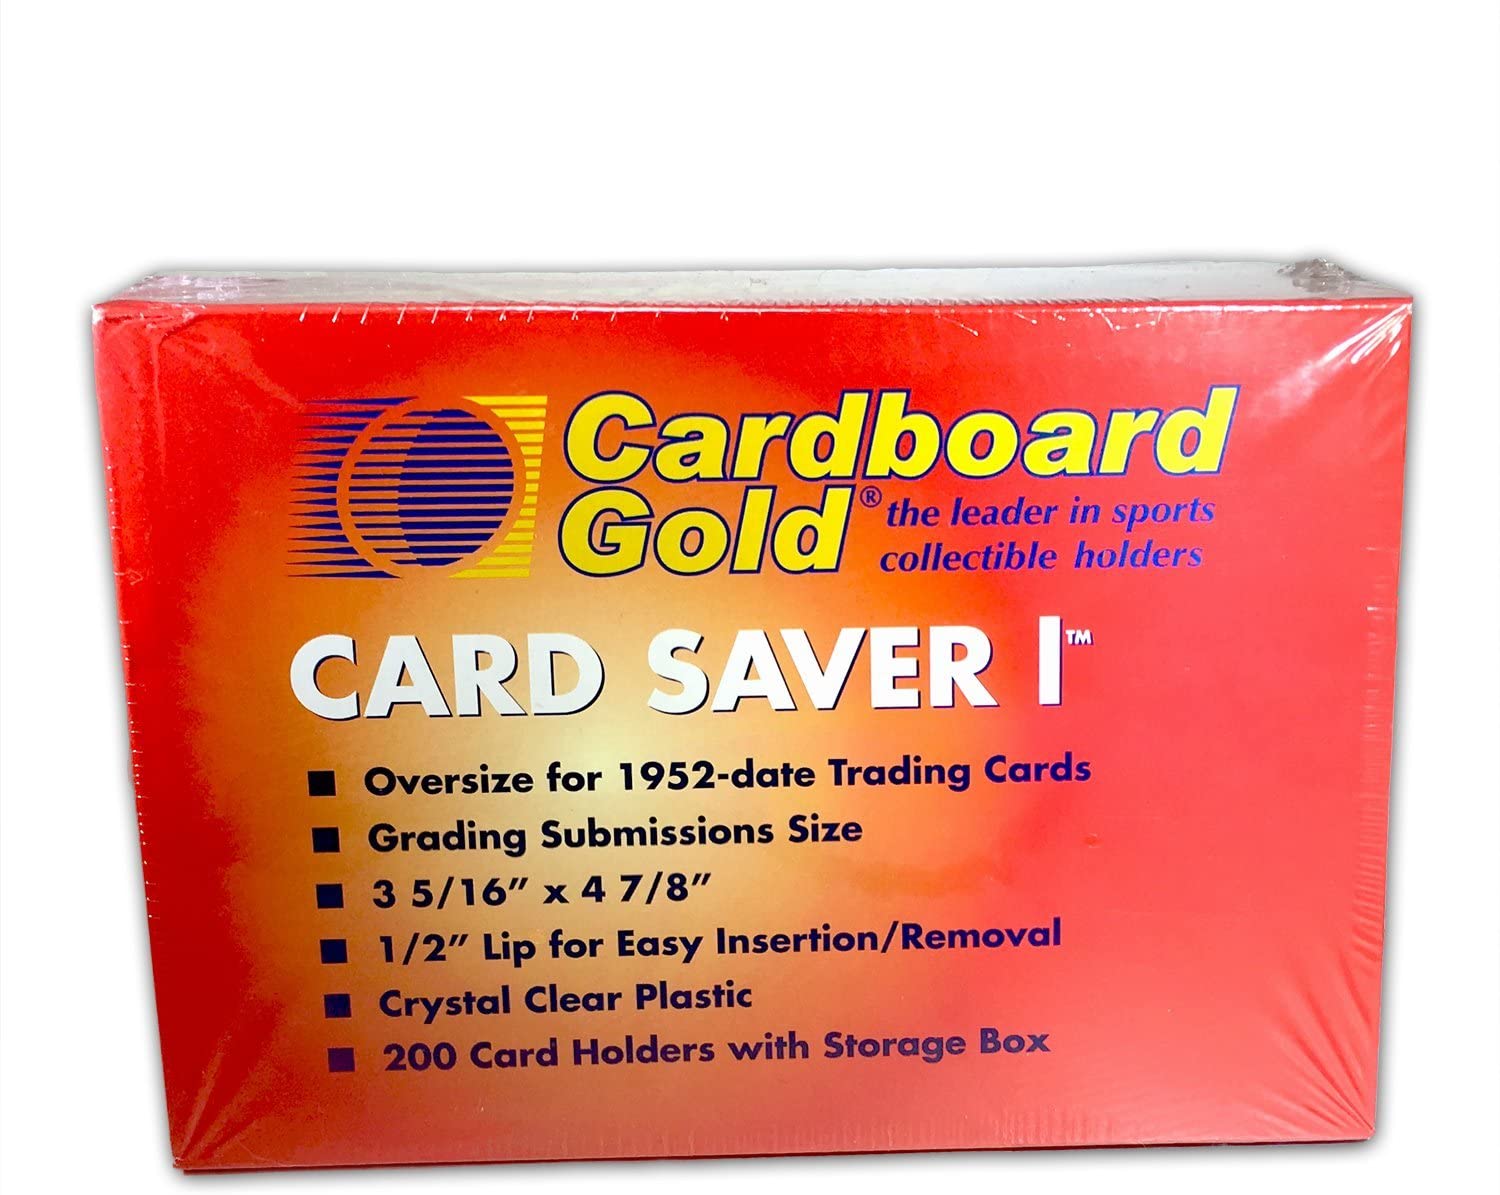 Cardboard
Gold® the leader in sports
collectible holders
CARD SAVER I™
■ Oversize for 1952-date Trading Cards
■ Grading Submissions Size
■ 3 5/16” x 4 7/8”
■ 1/2” Lip for Easy Insertion/Removal
■ Crystal Clear Plastic
■ 200 Card Holders with Storage Box